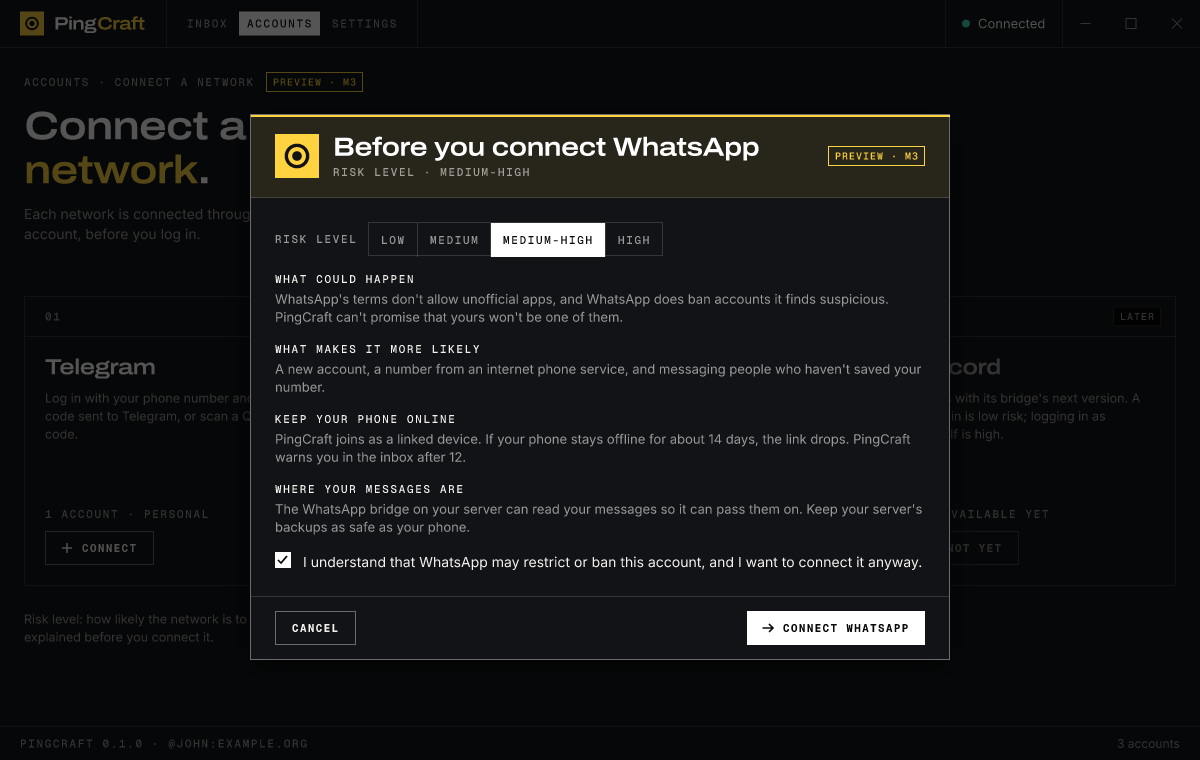 PingCraft
INBOX
ACCOUNTS
SETTINGS
Connected
ACCOUNTS · CONNECT A NETWORK
PREVIEW · M3
Connect a
network.
Each network is connected throug
account, before you log in.
Before you connect WhatsApp
RISK LEVEL · MEDIUM-HIGH
PREVIEW · M3
RISK LEVEL
LOW
MEDIUM
MEDIUM-HIGH
HIGH
WHAT COULD HAPPEN
WhatsApp's terms don't allow unofficial apps, and WhatsApp does ban accounts it finds suspicious.
PingCraft can't promise that yours won't be one of them.
WHAT MAKES IT MORE LIKELY
A new account, a number from an internet phone service, and messaging people who haven't saved your
number.
KEEP YOUR PHONE ONLINE
PingCraft joins as a linked device. If your phone stays offline for about 14 days, the link drops. PingCraft
warns you in the inbox after 12.
WHERE YOUR MESSAGES ARE
The WhatsApp bridge on your server can read your messages so it can pass them on. Keep your server's
backups as safe as your phone.
I understand that WhatsApp may restrict or ban this account, and I want to connect it anyway.
CANCEL
CONNECT WHATSAPP
01
Telegram
Log in with your phone number and
code sent to Telegram, or scan a Q
code.
1 ACCOUNT · PERSONAL
CONNECT
LATER
cord
with its bridge's next version. A
in is low risk; logging in as
lf is high.
VAILABLE YET
NOT YET
Risk level: how likely the network is to
explained before you connect it.
PINGCRAFT 0.1.0 · @JOHN:EXAMPLE.ORG
3 accounts